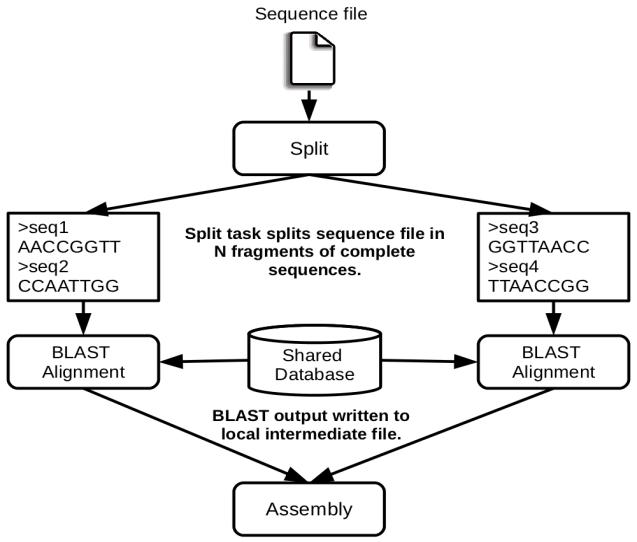 Sequence file
Split
>seq1
AACCGGTT
>seq2
CCAATTGG
Split task splits sequence file in
N fragments of complete
sequences.
>seq3
GGTTAACC
>seq4
TTAACCGG
BLAST
Alignment
Shared
Database
BLAST
Alignment
BLAST output written to
local intermediate file.
Assembly